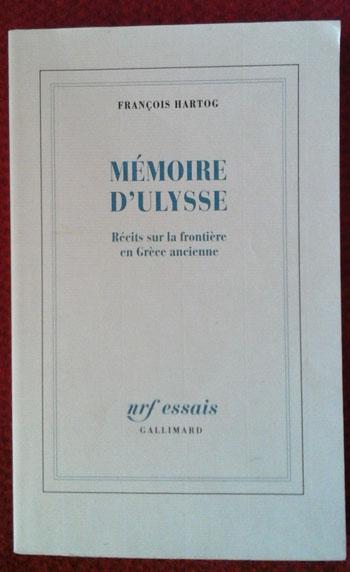 FRANÇOIS HARTOG
MÉMOIRE
D'ULYSSE
Récits sur la frontière
en Grèce ancienne
nrf essais
GALLIMARD